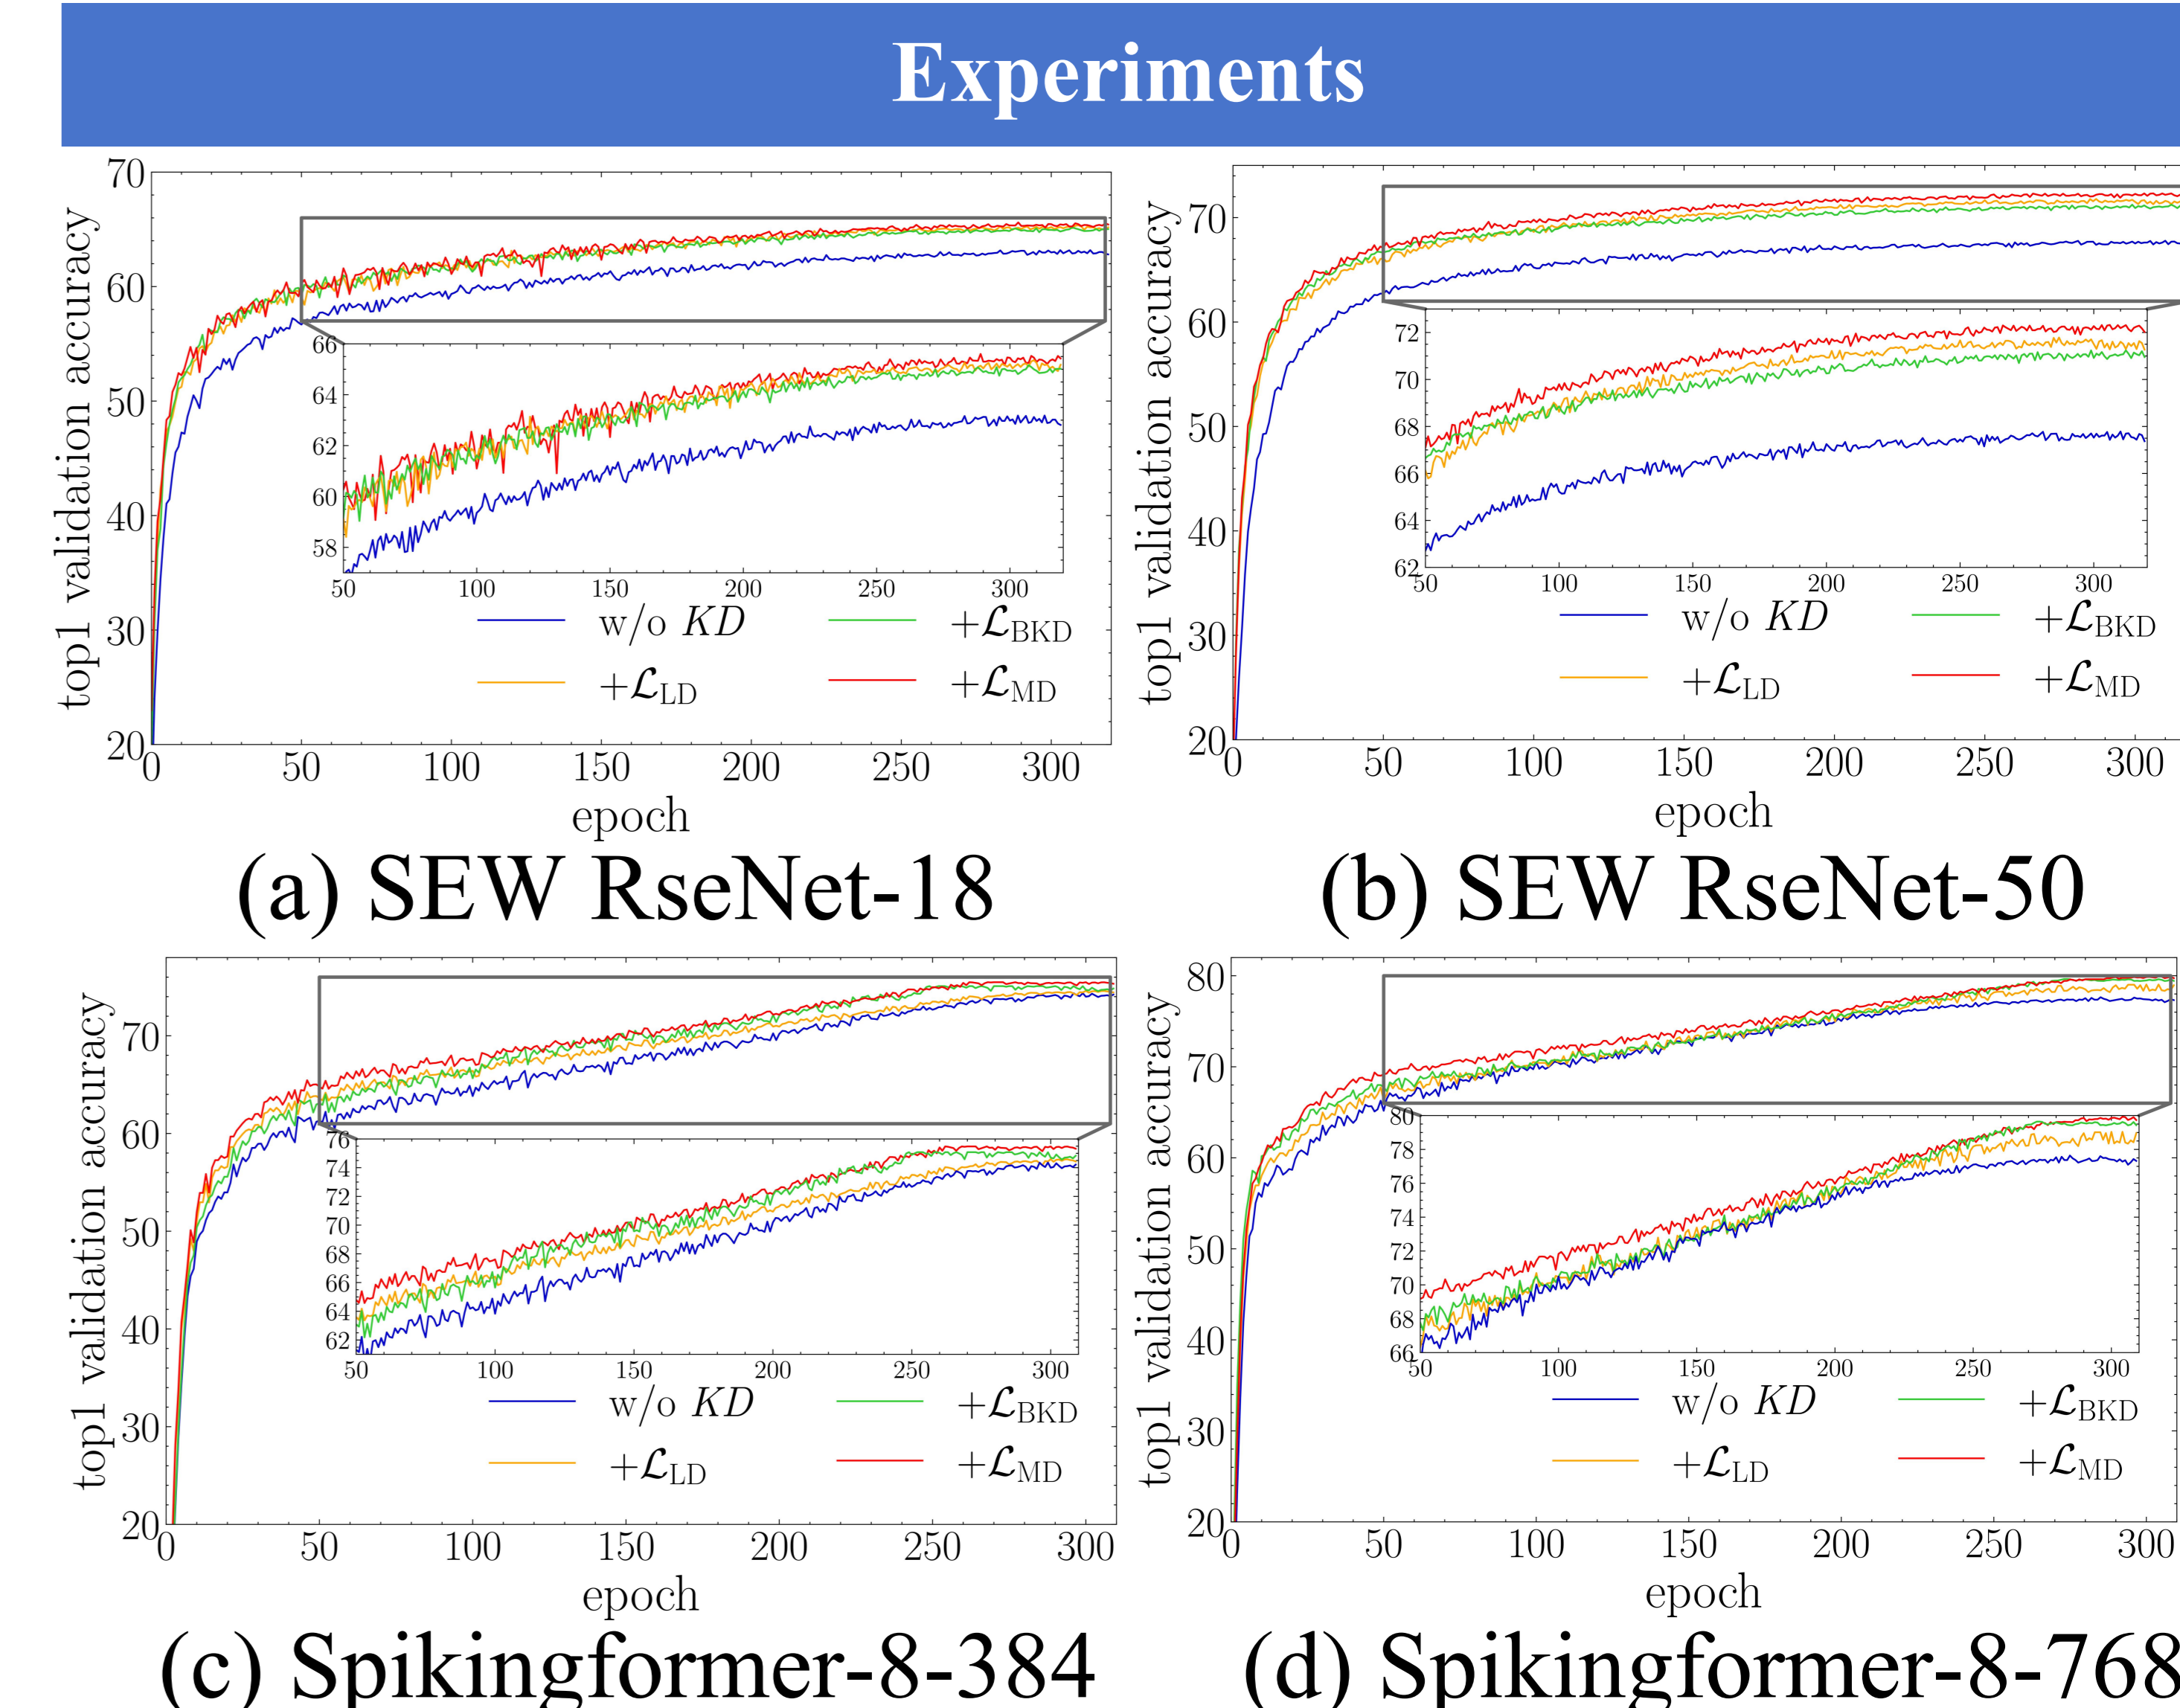 Experiments
70
60
50
40
30
20
0 50 100 150 200 250 300
top1 validation accuracy
epoch
66
64
62
60
58
50 100 150 200 250 300
w/o KD
+ℒBKD
+ℒLD
+ℒMD
(a) SEW RseNet-18
70
60
50
40
30
20
0 50 100 150 200 250 300
top1 validation accuracy
epoch
72
70
68
66
64
62
50 100 150 200 250 300
w/o KD
+ℒBKD
+ℒLD
+ℒMD
(b) SEW RseNet-50
70
60
50
40
30
20
0 50 100 150 200 250 300
top1 validation accuracy
epoch
76
74
72
70
68
66
64
62
50 100 150 200 250 300
w/o KD
+ℒBKD
+ℒLD
+ℒMD
(c) Spikingformer-8-384
80
70
60
50
40
30
20
0 50 100 150 200 250 300
top1 validation accuracy
epoch
80
78
76
74
72
70
68
66
50 100 150 200 250 300
w/o KD
+ℒBKD
+ℒLD
+ℒMD
(d) Spikingformer-8-768